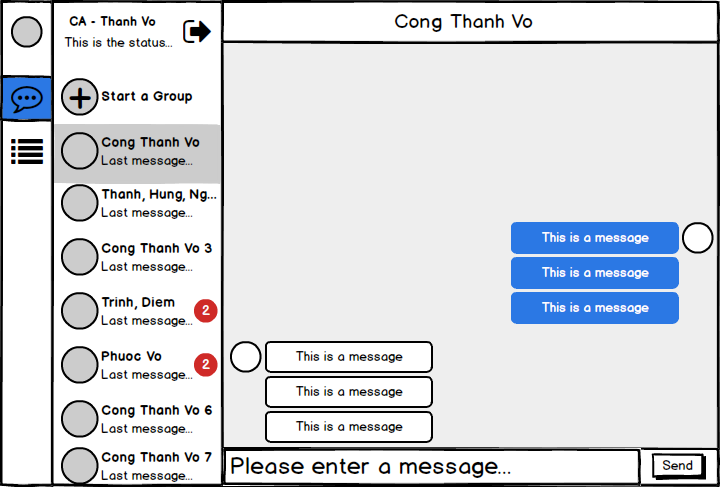 CA - Thanh Vo
This is the status...
Start a Group
Cong Thanh Vo
Last message...
Thanh, Hung, Ng...
Last message...
Cong Thanh Vo 3
Last message...
Trinh, Diem
Last message...
2
Phuoc Vo
Last message...
2
Cong Thanh Vo 6
Last message...
Cong Thanh Vo 7
Last message...
Cong Thanh Vo
This is a message
This is a message
This is a message
This is a message
This is a message
This is a message
Please enter a message...
Send